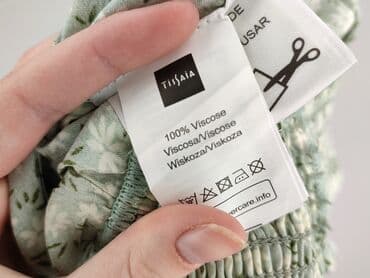 DE
USAR
TISSAIA
100% Viscose
Viscosa/Viscose
Wiskoza/Viskoza
ercare.info